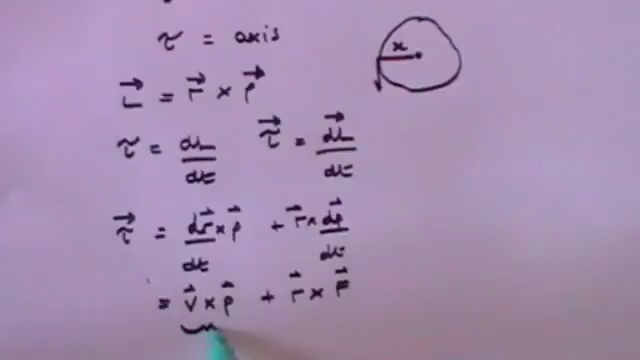 τ = axis
x
L⃗ = r⃗ × p⃗
τ = dL/dt τ⃗ = dL⃗/dt
τ⃗ = dr⃗/dt × p⃗ + r⃗ × dp⃗/dt
= v⃗ × p⃗ + r⃗ × F⃗